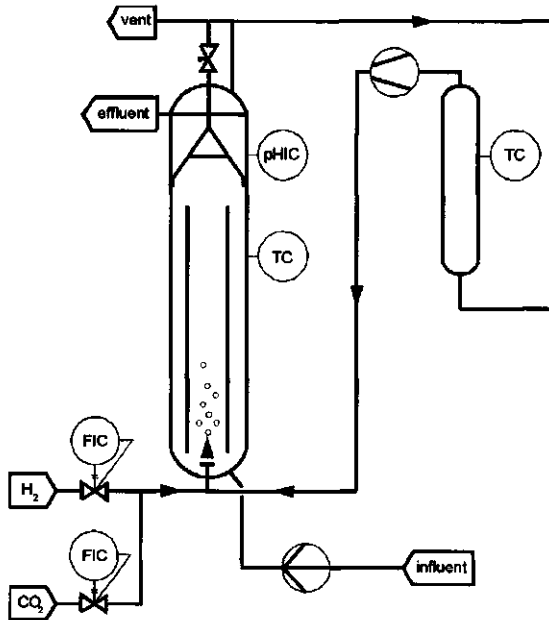 vent
effluent
pHIC
TC
TC
FIC
H₂
FIC
CO₂
influent